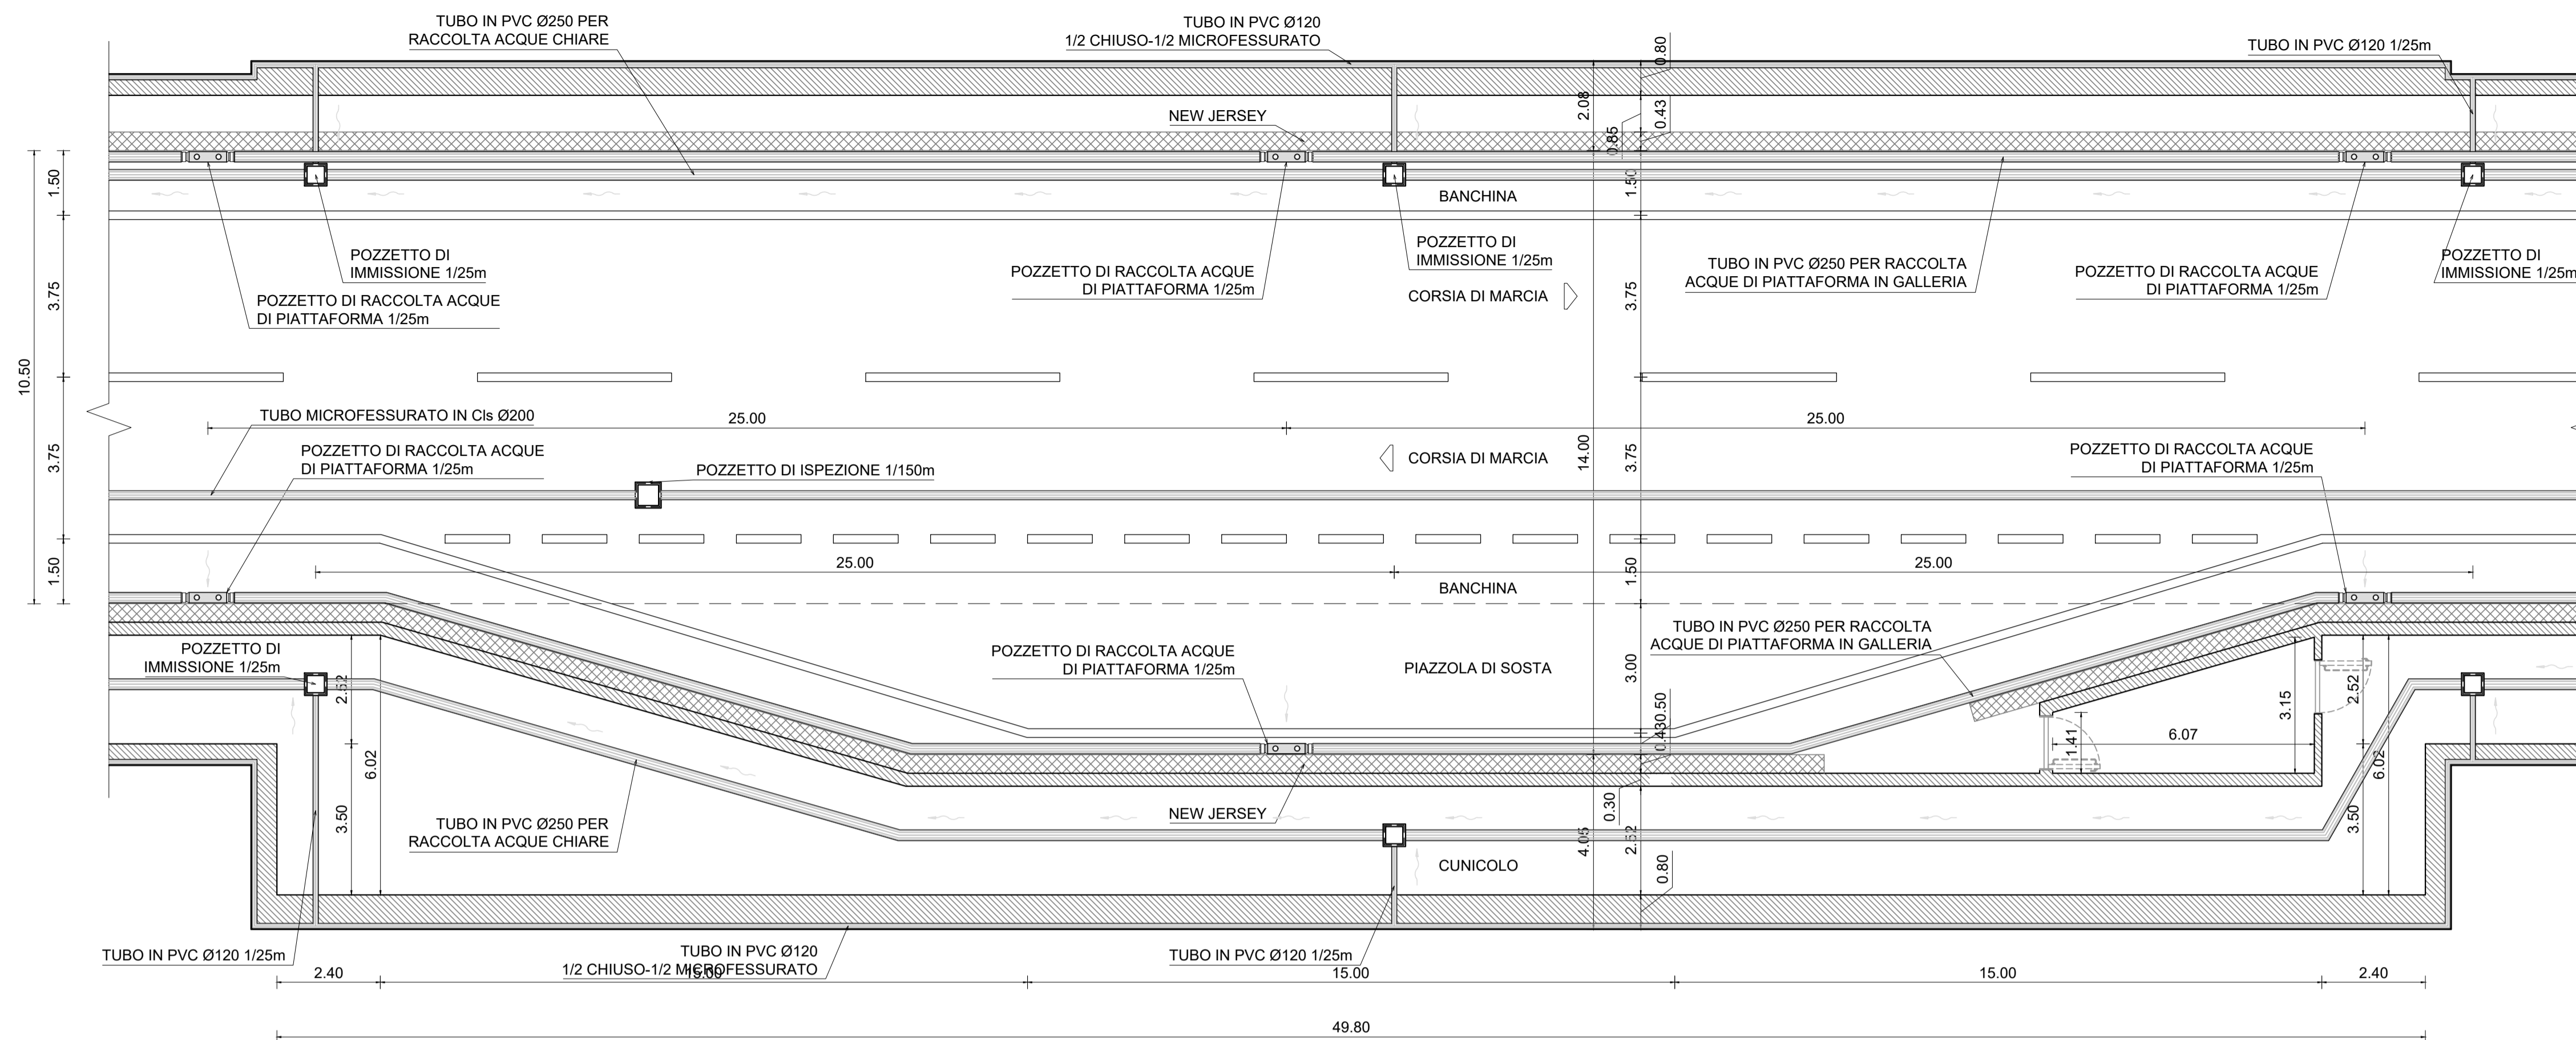 TUBO IN PVC Ø250 PER
RACCOLTA ACQUE CHIARE
TUBO IN PVC Ø120
1/2 CHIUSO-1/2 MICROFESSURATO
TUBO IN PVC Ø120 1/25m
0.80
2.08
0.43
0.85
NEW JERSEY
1.50
1.50
BANCHINA
POZZETTO DI
IMMISSIONE 1/25m
POZZETTO DI RACCOLTA ACQUE
DI PIATTAFORMA 1/25m
POZZETTO DI RACCOLTA ACQUE
DI PIATTAFORMA 1/25m
POZZETTO DI
IMMISSIONE 1/25m
CORSIA DI MARCIA
TUBO IN PVC Ø250 PER RACCOLTA
ACQUE DI PIATTAFORMA IN GALLERIA
POZZETTO DI RACCOLTA ACQUE
DI PIATTAFORMA 1/25m
POZZETTO DI
IMMISSIONE 1/25m
3.75
3.75
10.50
TUBO MICROFESSURATO IN Cls Ø200
25.00
25.00
POZZETTO DI RACCOLTA ACQUE
DI PIATTAFORMA 1/25m
POZZETTO DI ISPEZIONE 1/150m
CORSIA DI MARCIA
14.00
3.75
3.75
POZZETTO DI RACCOLTA ACQUE
DI PIATTAFORMA 1/25m
25.00
25.00
1.50
1.50
BANCHINA
POZZETTO DI
IMMISSIONE 1/25m
POZZETTO DI RACCOLTA ACQUE
DI PIATTAFORMA 1/25m
PIAZZOLA DI SOSTA
TUBO IN PVC Ø250 PER RACCOLTA
ACQUE DI PIATTAFORMA IN GALLERIA
3.00
2.52
6.02
3.50
0.50
0.43
1.41
6.07
3.15
2.52
6.02
3.50
NEW JERSEY
0.30
4.05
2.52
0.80
TUBO IN PVC Ø250 PER
RACCOLTA ACQUE CHIARE
CUNICOLO
TUBO IN PVC Ø120 1/25m
TUBO IN PVC Ø120
1/2 CHIUSO-1/2 MICROFESSURATO
TUBO IN PVC Ø120 1/25m
2.40
15.00
15.00
15.00
2.40
49.80